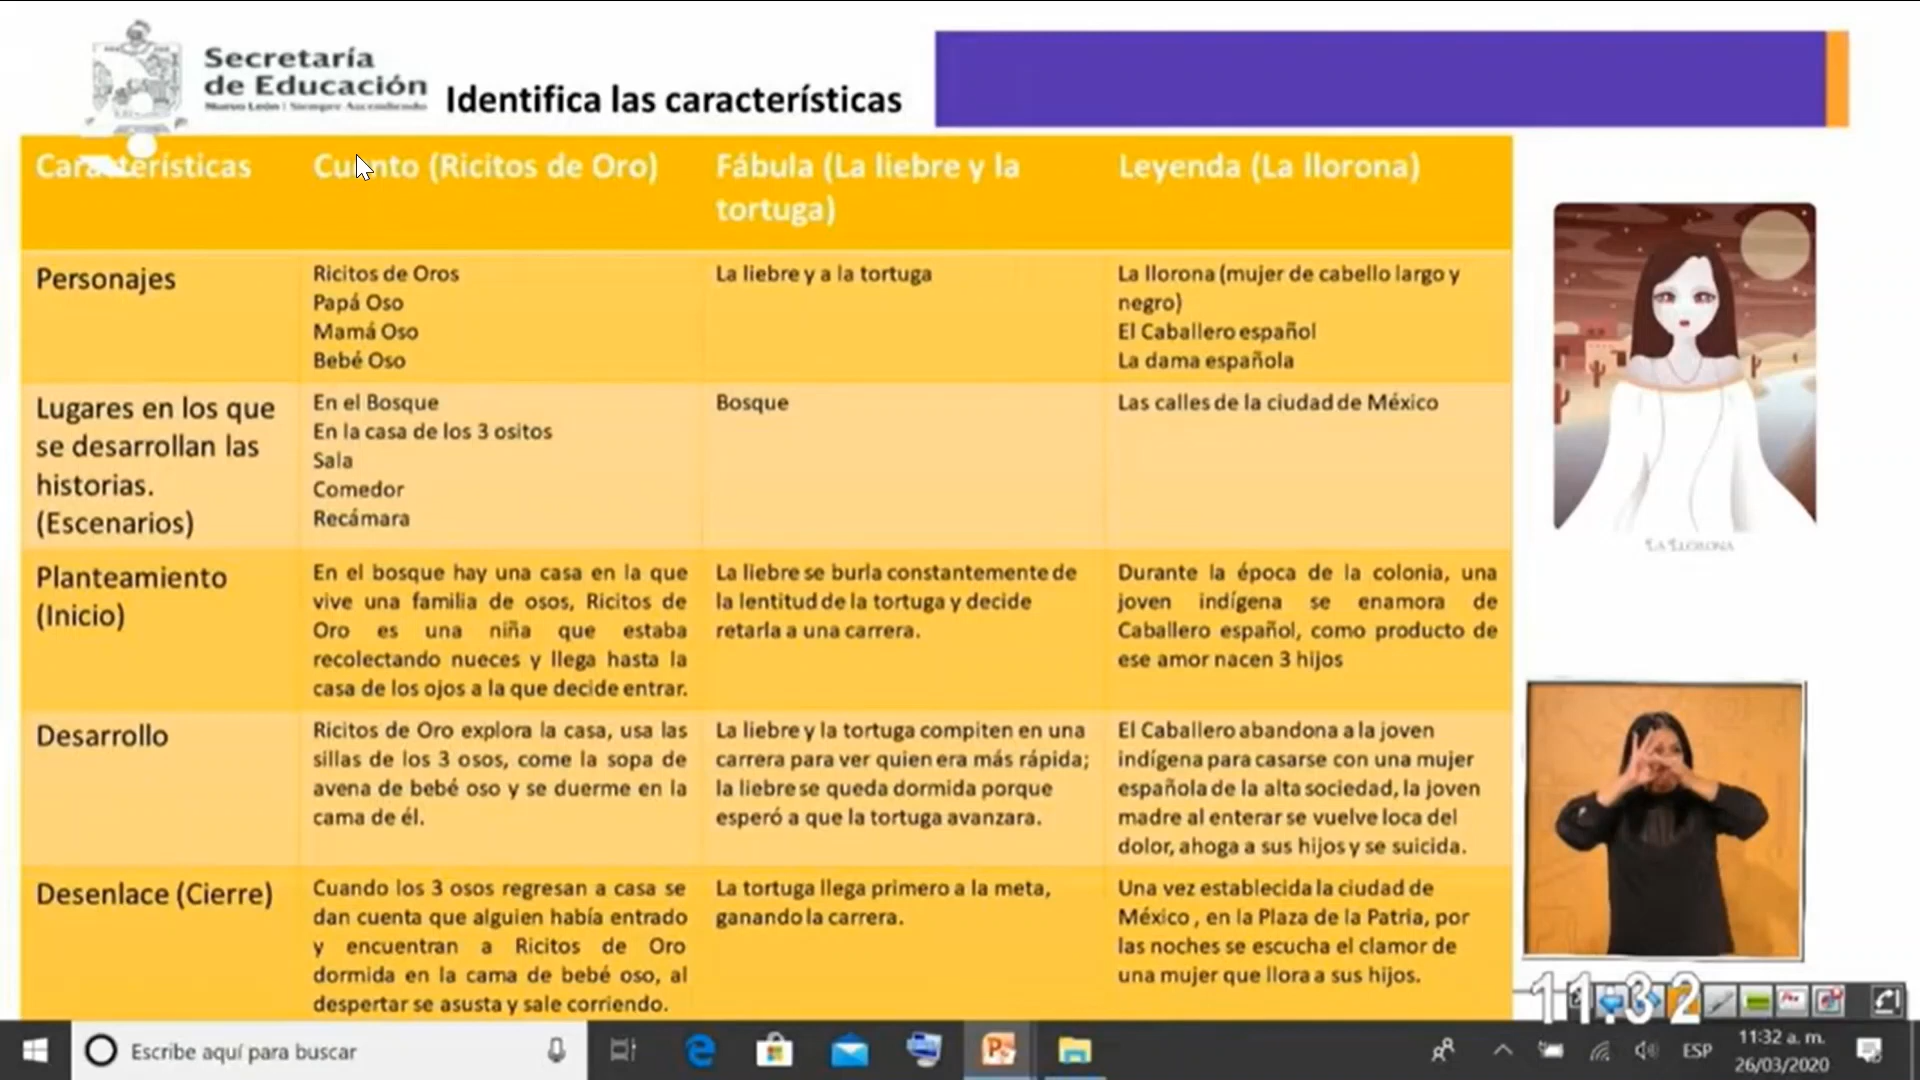 Secretaría
de Educación
Nuevo León | Siempre Ascendiendo
Identifica las características
Características
Cuento (Ricitos de Oro)
Fábula (La liebre y la
tortuga)
Leyenda (La llorona)
Personajes
Ricitos de Oros
Papá Oso
Mamá Oso
Bebé Oso
La liebre y a la tortuga
La llorona (mujer de cabello largo y
negro)
El Caballero español
La dama española
Lugares en los que
se desarrollan las
historias.
(Escenarios)
En el Bosque
En la casa de los 3 ositos
Sala
Comedor
Recámara
Bosque
Las calles de la ciudad de México
Planteamiento
(Inicio)
En el bosque hay una casa en la que
vive una familia de osos, Ricitos de
Oro es una niña que estaba
recolectando nueces y llega hasta la
casa de los ojos a la que decide entrar.
La liebre se burla constantemente de
la lentitud de la tortuga y decide
retarla a una carrera.
Durante la época de la colonia, una
joven indígena se enamora de
Caballero español, como producto de
ese amor nacen 3 hijos
Desarrollo
Ricitos de Oro explora la casa, usa las
sillas de los 3 osos, come la sopa de
avena de bebé oso y se duerme en la
cama de él.
La liebre y la tortuga compiten en una
carrera para ver quien era más rápida;
la liebre se queda dormida porque
esperó a que la tortuga avanzara.
El Caballero abandona a la joven
indígena para casarse con una mujer
española de la alta sociedad, la joven
madre al enterar se vuelve loca del
dolor, ahoga a sus hijos y se suicida.
Desenlace (Cierre)
Cuando los 3 osos regresan a casa se
dan cuenta que alguien había entrado
y encuentran a Ricitos de Oro
dormida en la cama de bebé oso, al
despertar se asusta y sale corriendo.
La tortuga llega primero a la meta,
ganando la carrera.
Una vez establecida la ciudad de
México , en la Plaza de la Patria, por
las noches se escucha el clamor de
una mujer que llora a sus hijos.
LA LLORONA
11:32
Escribe aquí para buscar
ESP
11:32 a. m.
26/03/2020